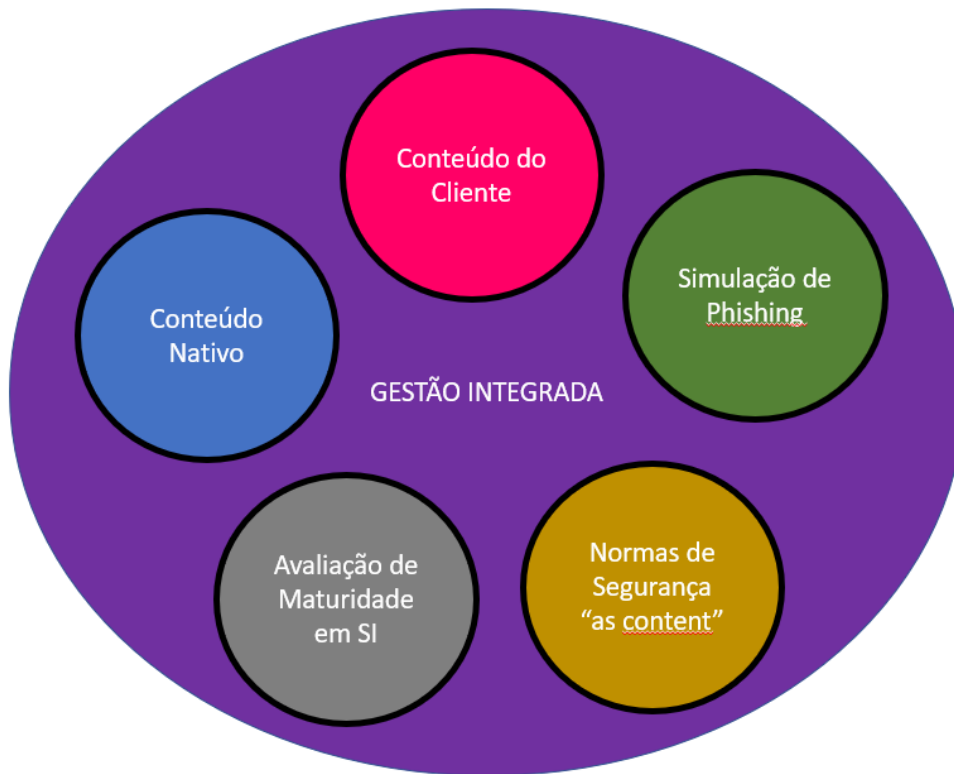 Conteúdo do
Cliente
Simulação de
Phishing
Conteúdo
Nativo
GESTÃO INTEGRADA
Avaliação de
Maturidade
em SI
Normas de
Segurança
“as content”